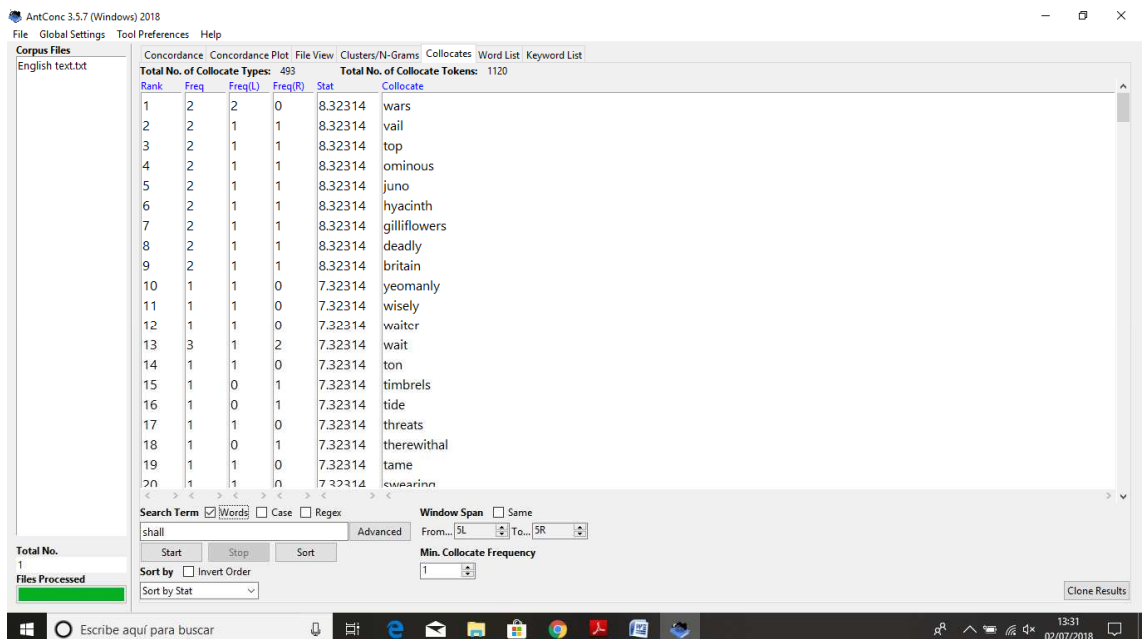 AntConc 3.5.7 (Windows) 2018
File Global Settings Tool Preferences Help
Corpus Files
English text.txt
Concordance Concordance Plot File View Clusters/N-Grams Collocates Word List Keyword List
Total No. of Collocate Types: 493 Total No. of Collocate Tokens: 1120
Rank Freq Freq(L) Freq(R) Stat Collocate
1 2 2 0 8.32314 wars
2 2 1 1 8.32314 vail
3 2 1 1 8.32314 top
4 2 1 1 8.32314 ominous
5 2 1 1 8.32314 juno
6 2 1 1 8.32314 hyacinth
7 2 1 1 8.32314 gilliflowers
8 2 1 1 8.32314 deadly
9 2 1 1 8.32314 britain
10 1 1 0 7.32314 yeomanly
11 1 1 0 7.32314 wisely
12 1 1 0 7.32314 waiter
13 3 1 2 7.32314 wait
14 1 1 0 7.32314 ton
15 1 0 1 7.32314 timbrels
16 1 0 1 7.32314 tide
17 1 1 0 7.32314 threats
18 1 0 1 7.32314 therewithal
19 1 1 0 7.32314 tame
20 1 1 0 7.32314 swearing
Search Term Words Case Regex Window Span Same
shall Advanced From... 5L To... 5R
Start Stop Sort Min. Collocate Frequency
Sort by Invert Order 1
Sort by Stat Clone Results
Total No.
1
Files Processed
Escribe aquí para buscar
13:31
02/07/2018